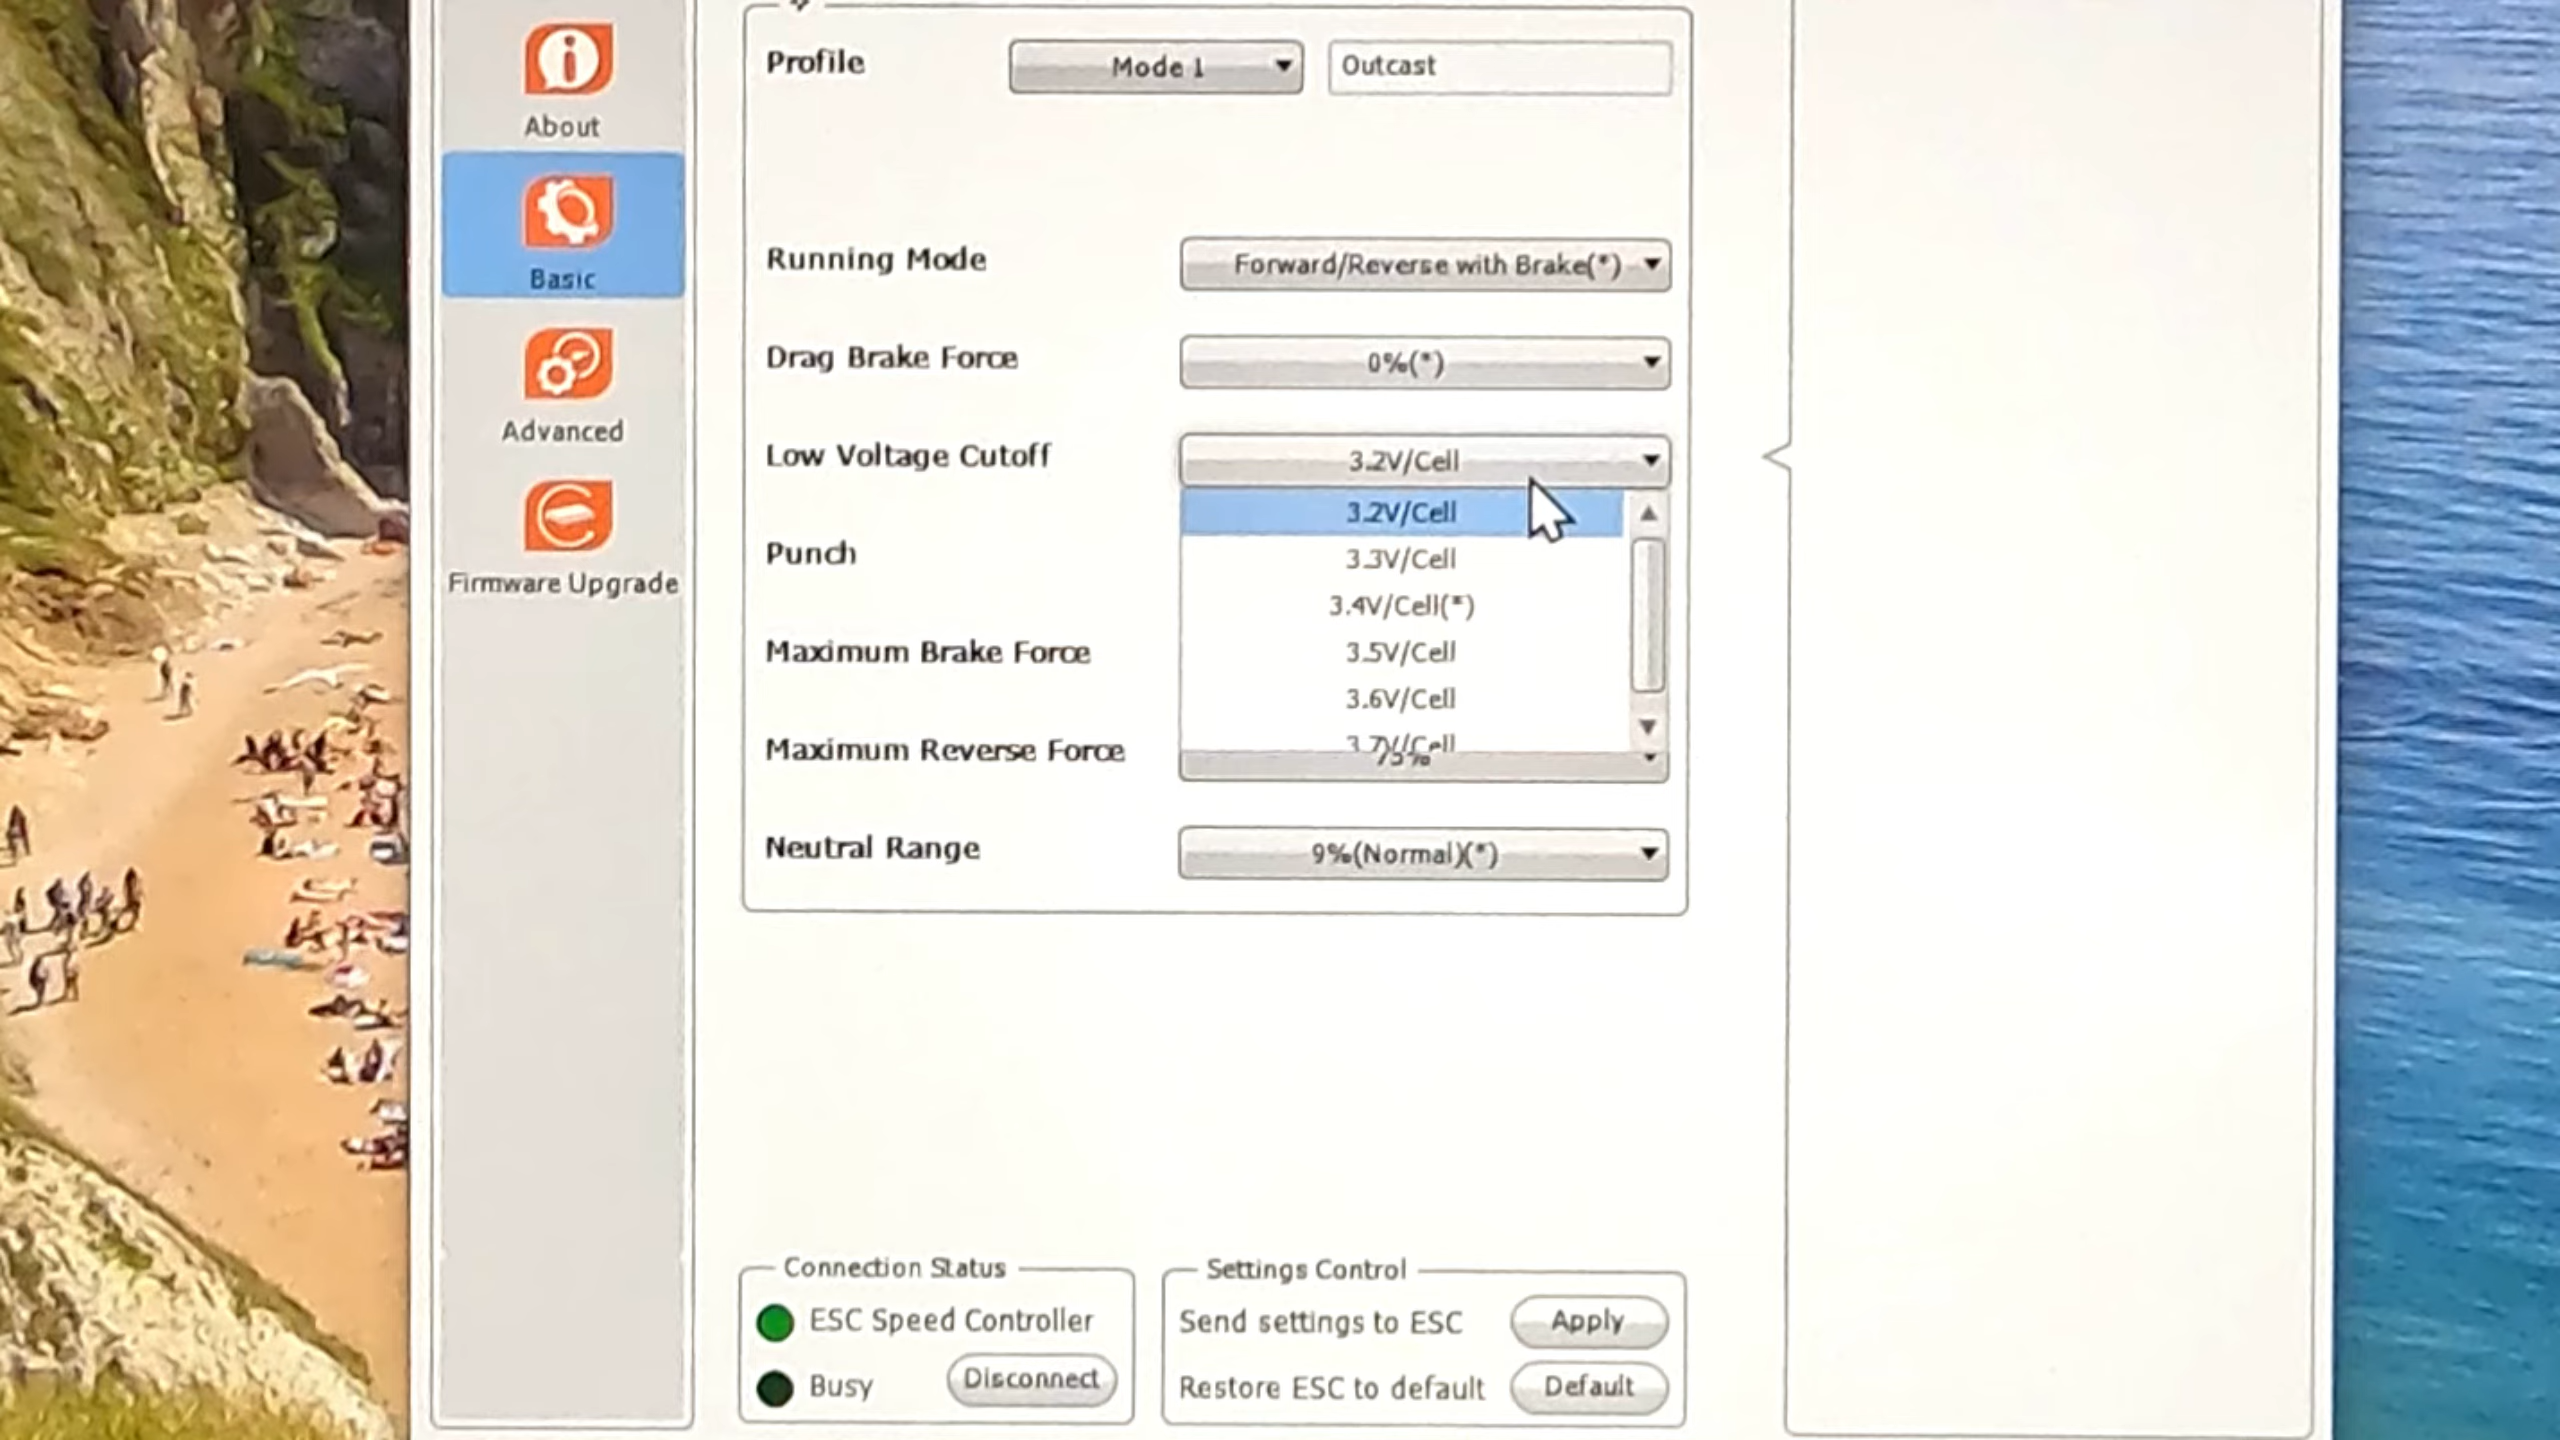 Profile
Mode 1
Outcast
About
Basic
Advanced
Firmware Upgrade
Running Mode
Forward/Reverse with Brake(*)
Drag Brake Force
0%(*)
Low Voltage Cutoff
3.2V/Cell
3.2V/Cell
3.3V/Cell
3.4V/Cell(*)
3.5V/Cell
3.6V/Cell
3.7V/Cell
Punch
Maximum Brake Force
Maximum Reverse Force
Neutral Range
9%(Normal)(*)
Connection Status
ESC Speed Controller
Busy
Disconnect
Settings Control
Send settings to ESC
Apply
Restore ESC to default
Default